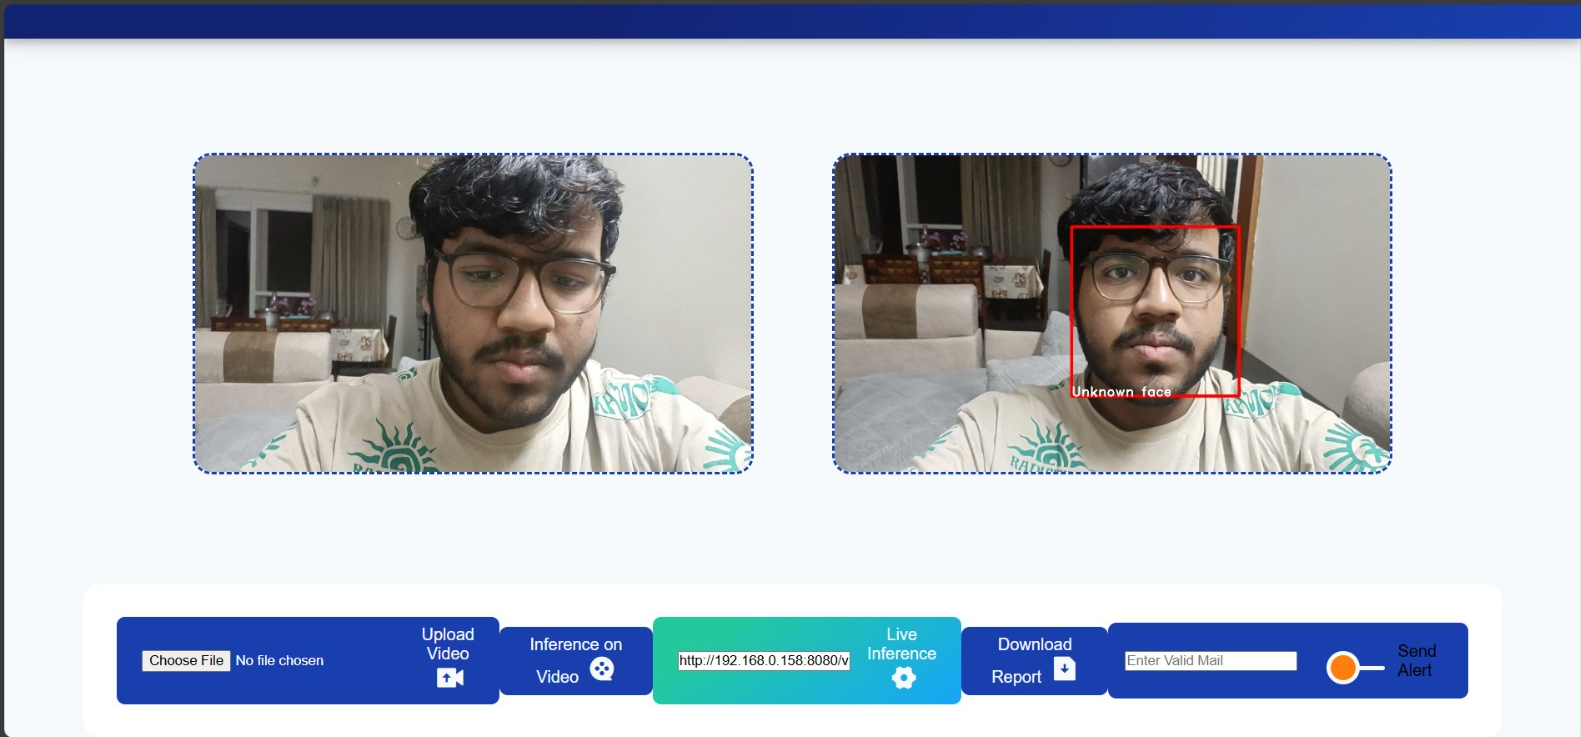 Unknown face
RADI
Choose File No file chosen
Upload
Video
Inference on
Video
http://192.168.0.158:8080/v
Live
Inference
Download
Report
Enter Valid Mail
Send
Alert